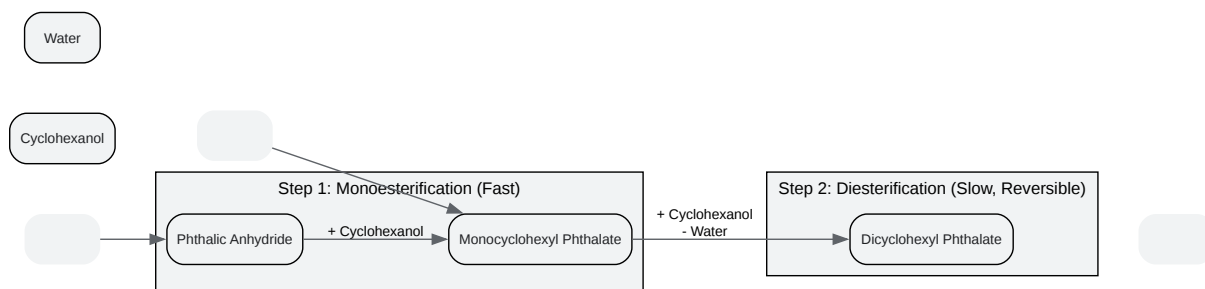 Water
Cyclohexanol
Step 1: Monoesterification (Fast)
Phthalic Anhydride
+ Cyclohexanol
Monocyclohexyl Phthalate
+ Cyclohexanol
- Water
Step 2: Diesterification (Slow, Reversible)
Dicyclohexyl Phthalate